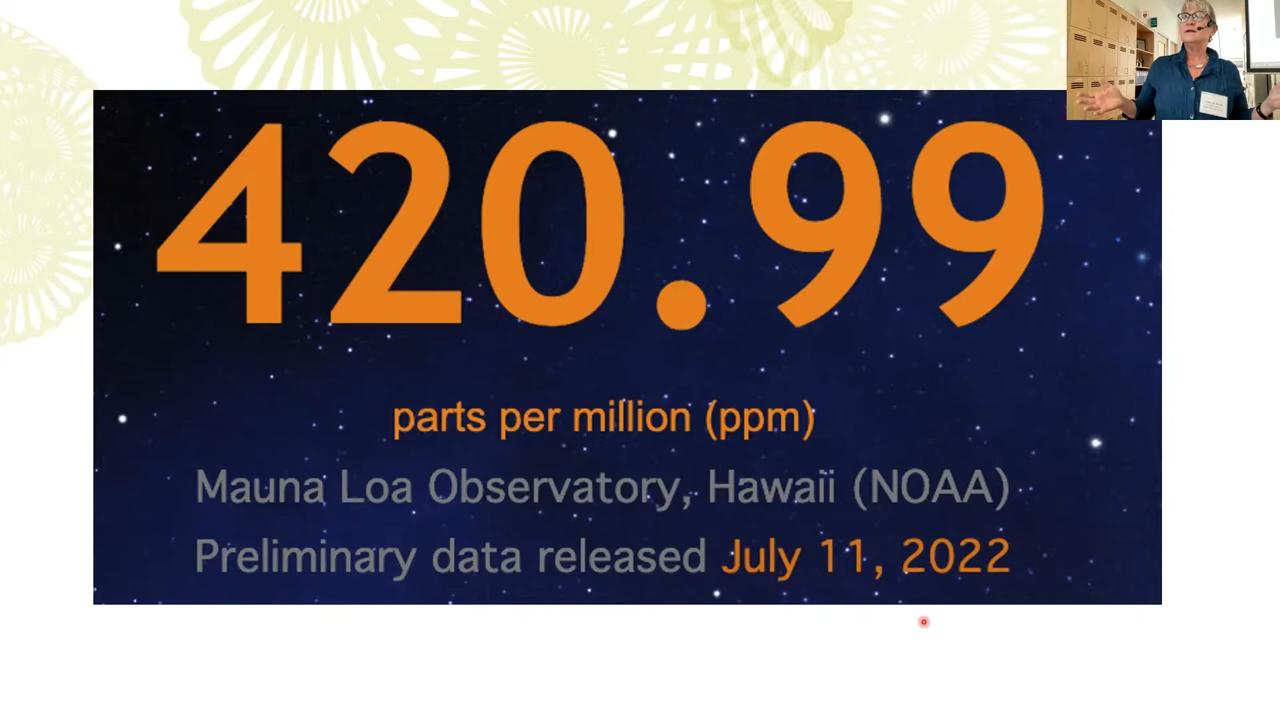 420.99
parts per million (ppm)
Mauna Loa Observatory, Hawaii (NOAA)
Preliminary data released July 11, 2022